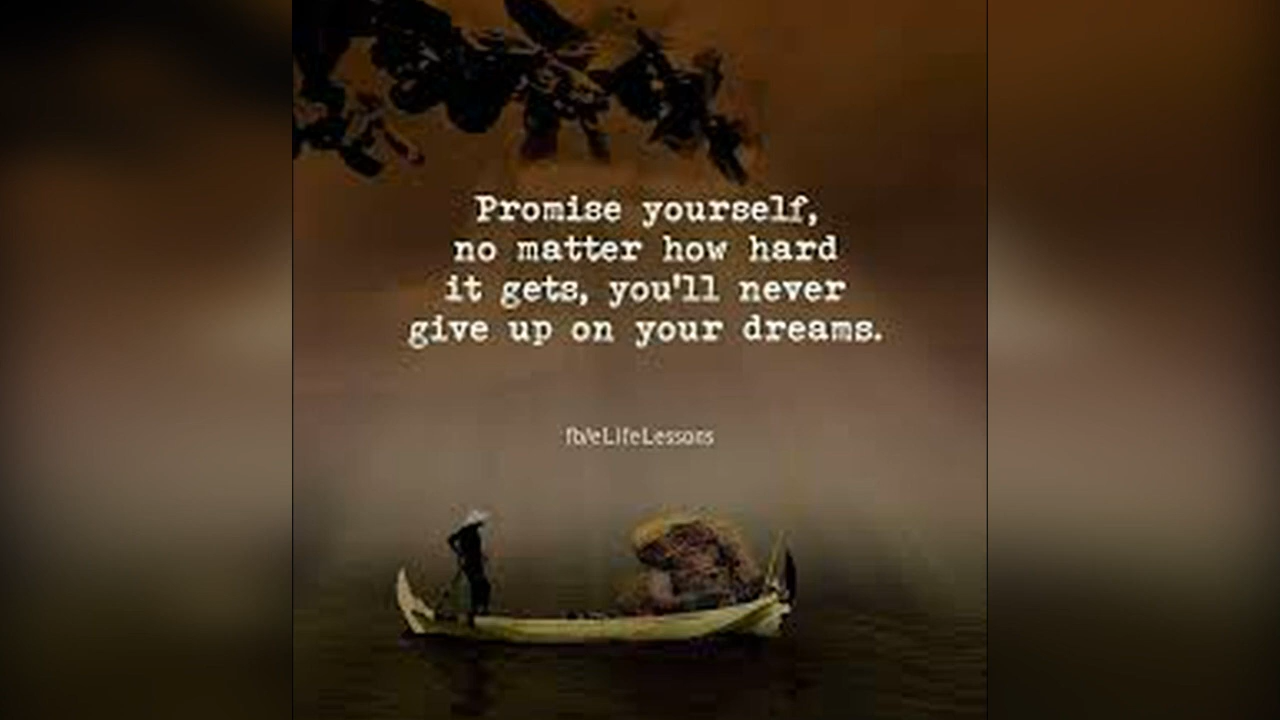 Promise yourself,
no matter how hard
it gets, you'll never
give up on your dreams.
fb/eLifeLessons